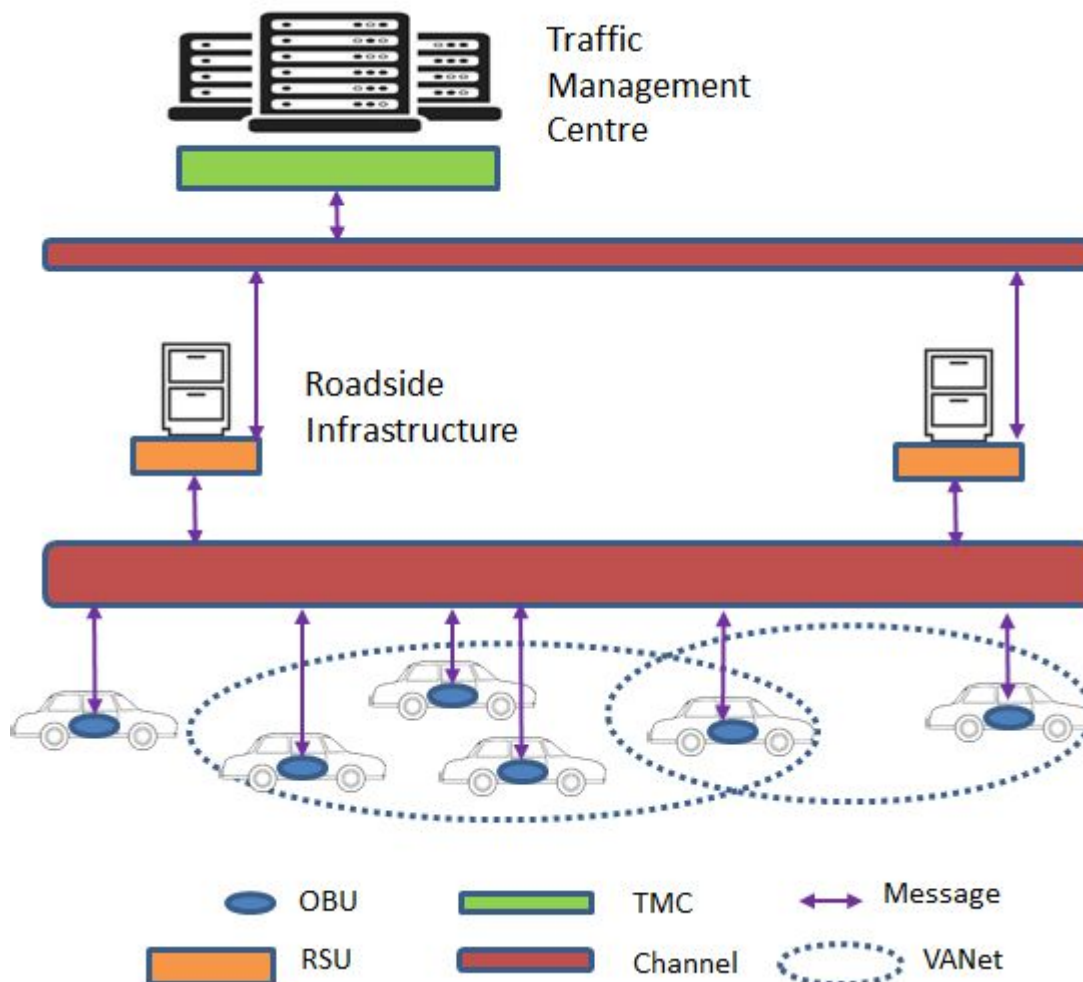 Traffic
Management
Centre
Roadside
Infrastructure
OBU
TMC
Message
RSU
Channel
VANet